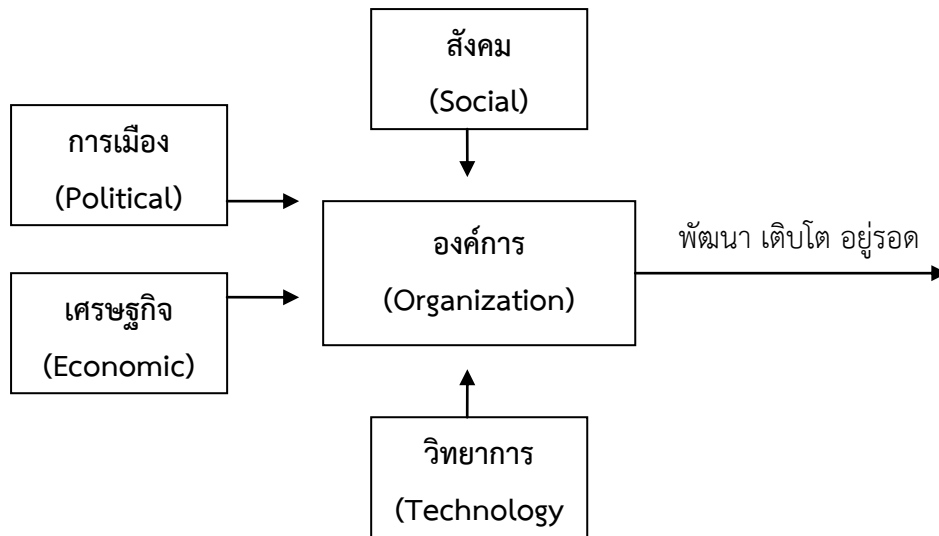 สังคม
(Social)
การเมือง
(Political)
องค์การ
(Organization)
พัฒนา เติบโต อยู่รอด
เศรษฐกิจ
(Economic)
วิทยาการ
(Technology